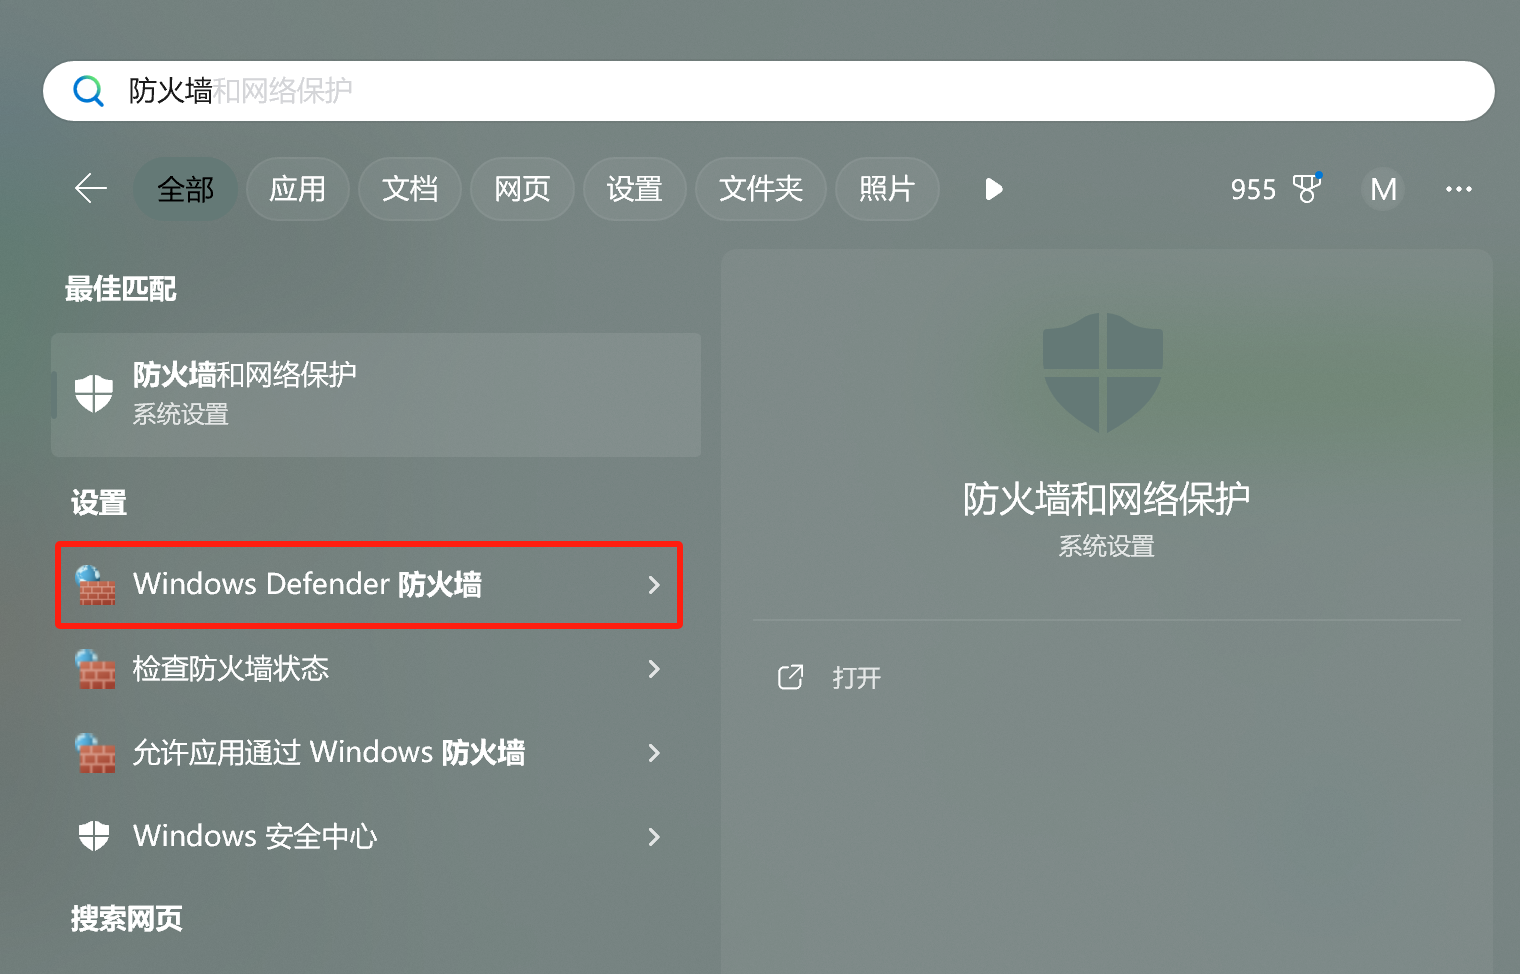 防火墙和网络保护
全部 应用 文档 网页 设置 文件夹 照片 955 M
最佳匹配
防火墙和网络保护
系统设置
设置
Windows Defender 防火墙
检查防火墙状态
允许应用通过 Windows 防火墙
Windows 安全中心
搜索网页
防火墙和网络保护
系统设置
打开